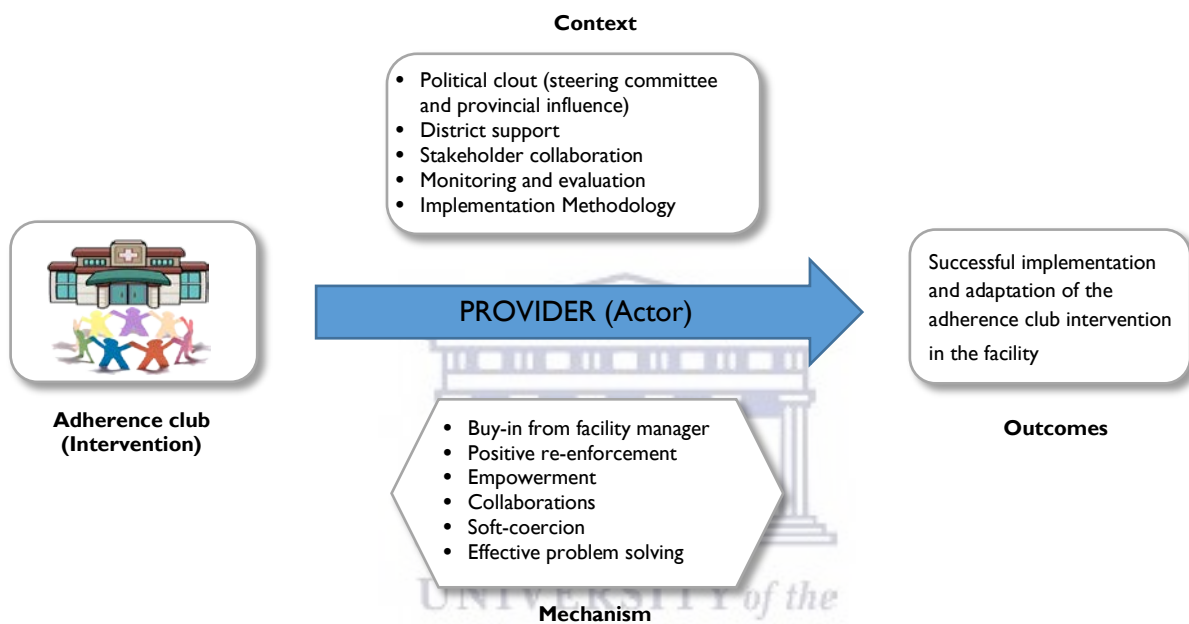 Context
• Political clout (steering committee
and provincial influence)
• District support
• Stakeholder collaboration
• Monitoring and evaluation
• Implementation Methodology
Adherence club
(Intervention)
PROVIDER (Actor)
Successful implementation
and adaptation of the
adherence club intervention
in the facility
Outcomes
• Buy-in from facility manager
• Positive re-enforcement
• Empowerment
• Collaborations
• Soft-coercion
• Effective problem solving
UNIVERSITY of the
Mechanism